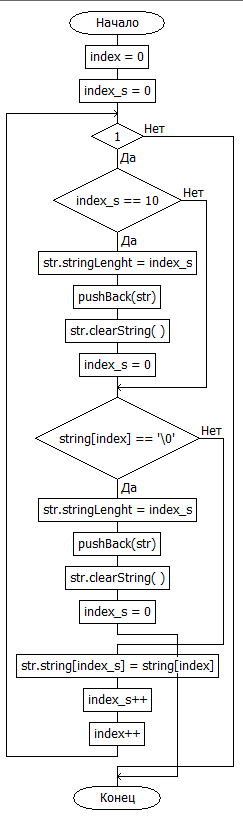 Начало
index = 0
index_s = 0
1
Нет
Да
index_s == 10
Нет
Да
str.stringLenght = index_s
pushBack(str)
str.clearString( )
index_s = 0
string[index] == '\0'
Нет
Да
str.stringLenght = index_s
pushBack(str)
str.clearString( )
index_s = 0
str.string[index_s] = string[index]
index_s++
index++
Конец